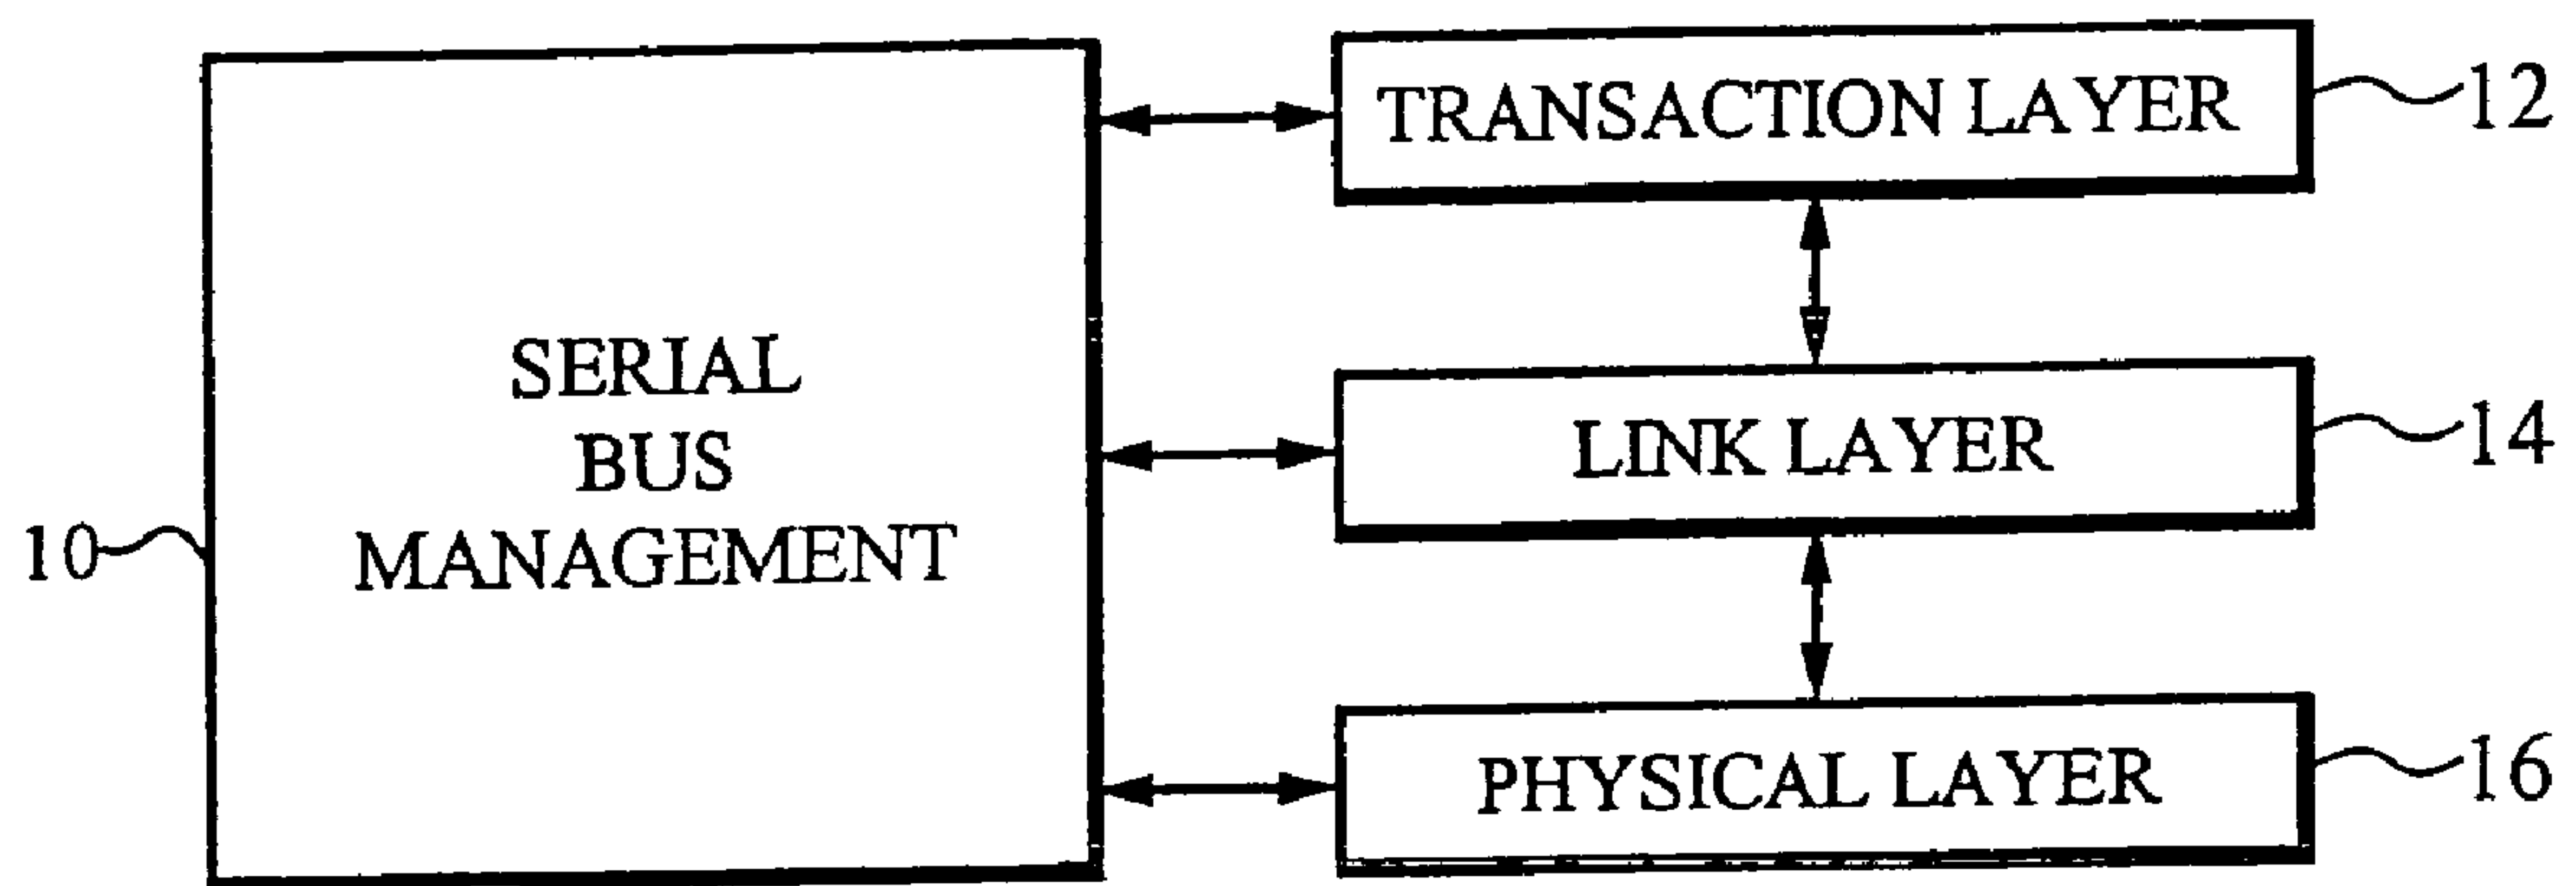 TRANSACTION LAYER
12
SERIAL
BUS
MANAGEMENT
10
LINK LAYER
14
PHYSICAL LAYER
16